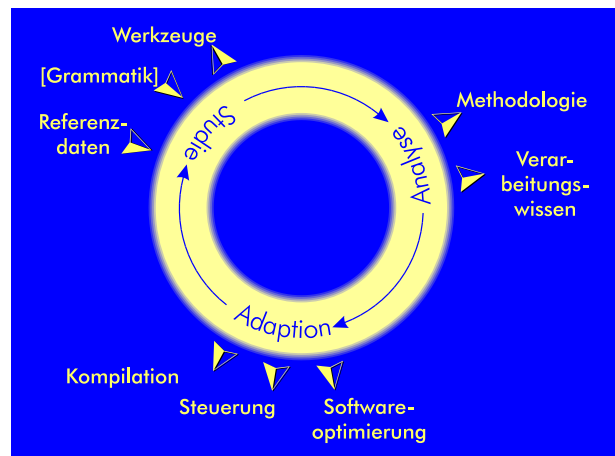 Werkzeuge
[Grammatik]
Referenz-
daten
Studie
Analyse
Methodologie
Verar-
beitungs-
wissen
Adaption
Kompilation
Steuerung
Software-
optimierung